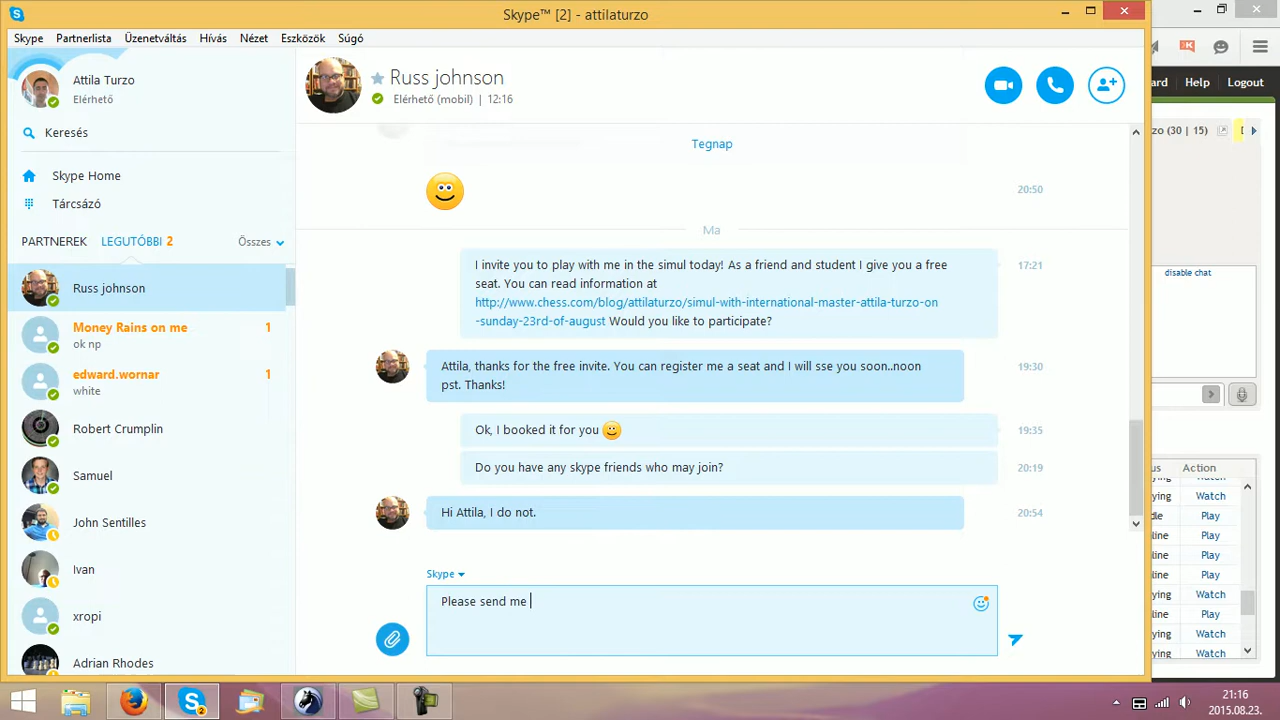 Skype™ [2] - attilaturzo
Skype Partnerlista Üzenetváltás Hívás Nézet Eszközök Súgó
Attila Turzo
Elérhető
Keresés
Skype Home
Tárcsázó
PARTNEREK LEGUTÓBBI 2 Összes
Russ johnson
Money Rains on me 1
ok np
edward.wornar 1
white
Robert Crumplin
Samuel
John Sentilles
Ivan
xropi
Adrian Rhodes
Russ johnson
Elérhető (mobil) | 12:16
Tegnap
20:50
Ma
I invite you to play with me in the simul today! As a friend and student I give you a free 17:21
seat. You can read information at
http://www.chess.com/blog/attilaturzo/simul-with-international-master-attila-turzo-on
-sunday-23rd-of-august Would you like to participate?
Attila, thanks for the free invite. You can register me a seat and I will sse you soon..noon 19:30
pst. Thanks!
Ok, I booked it for you 19:35
Do you have any skype friends who may join? 20:19
Hi Attila, I do not. 20:54
Skype
Please send me
Help Logout
(30 | 15)
disable chat
Action
Watch
Play
Play
Play
Play
Play
Play
Watch
Watch
21:16
2015.08.23.